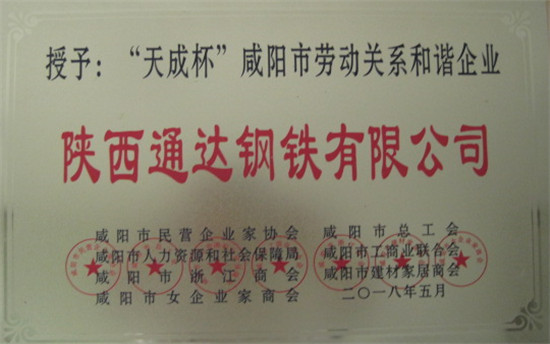 授予：“天成杯”咸阳市劳动关系和谐企业
陕西通达钢铁有限公司
咸阳市民营企业家协会
咸阳市人力资源和社会保障局
咸阳市浙江商会
咸阳市女企业家商会
咸阳市总工会
咸阳市工商业联合会
咸阳市建材家居商会
二〇一八年五月